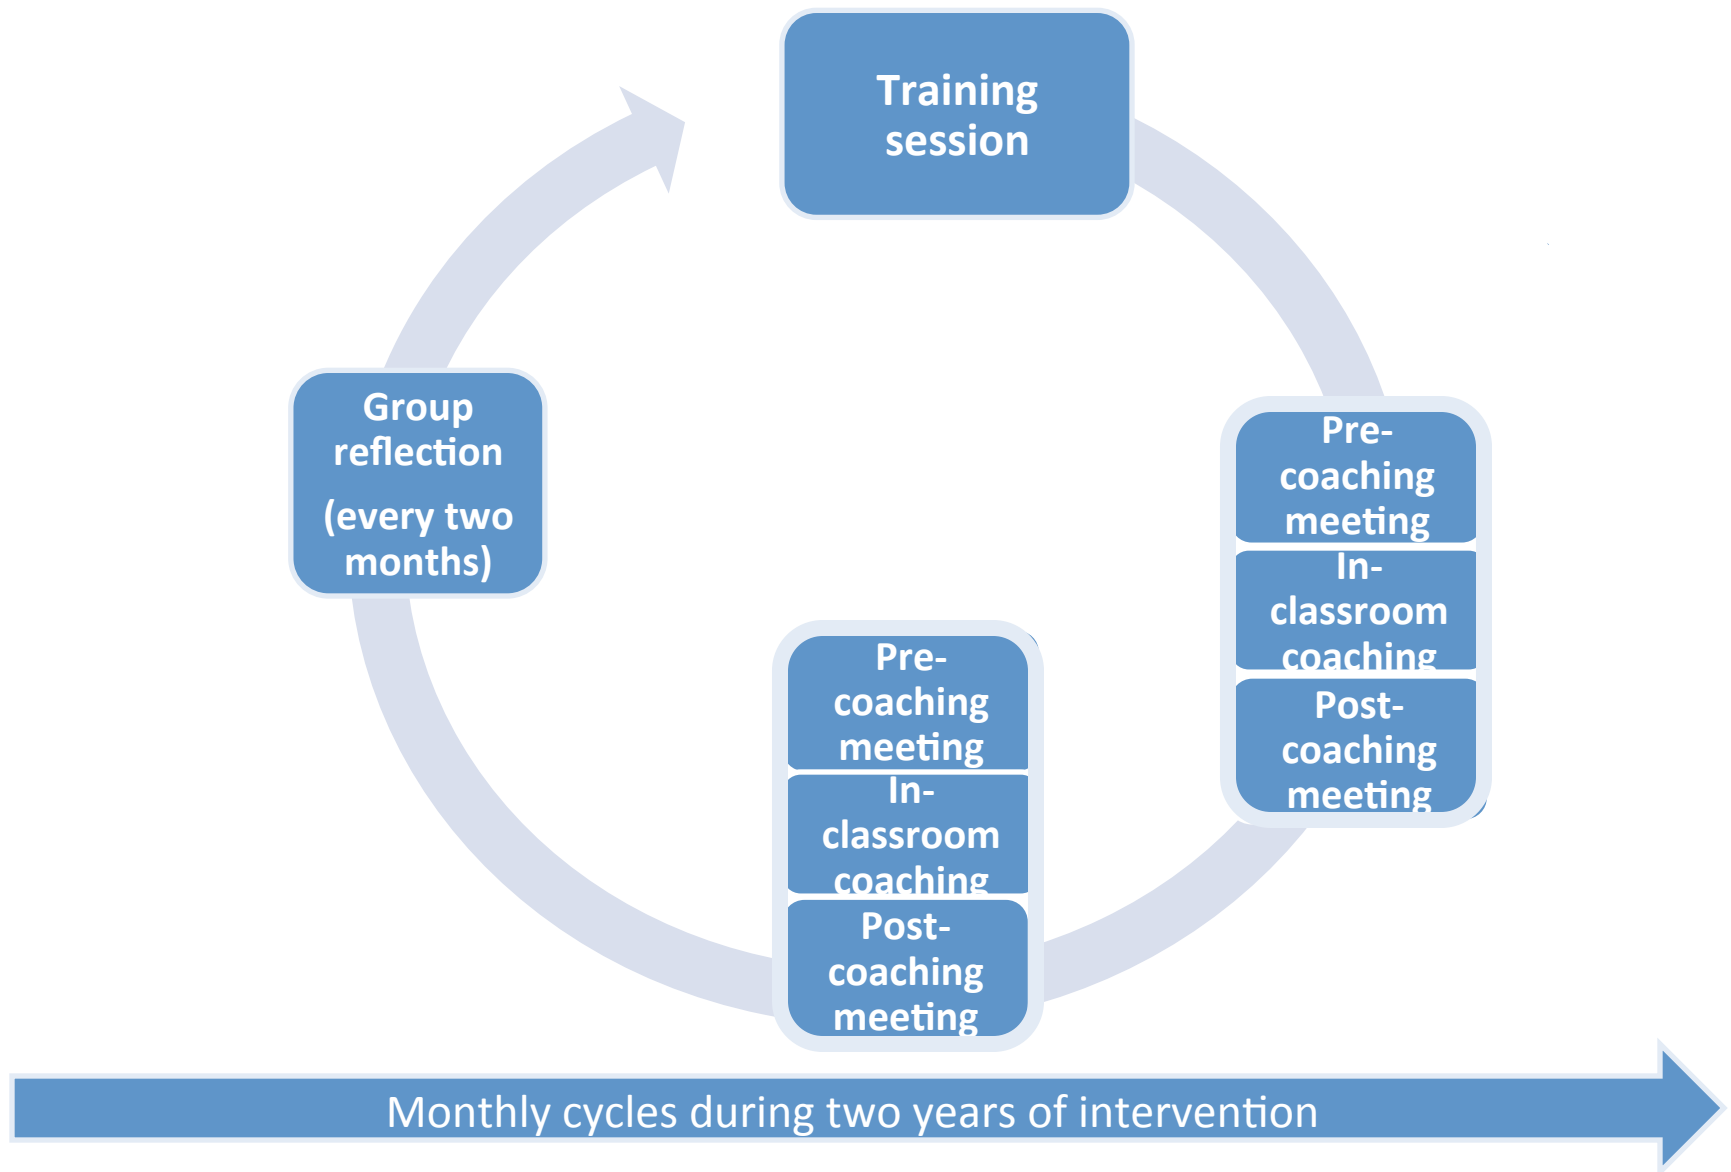 Training
session
Pre-
coaching
meeting
In-
classroom
coaching
Post-
coaching
meeting
Pre-
coaching
meeting
In-
classroom
coaching
Post-
coaching
meeting
Group
reflection
(every two
months)
Monthly cycles during two years of intervention